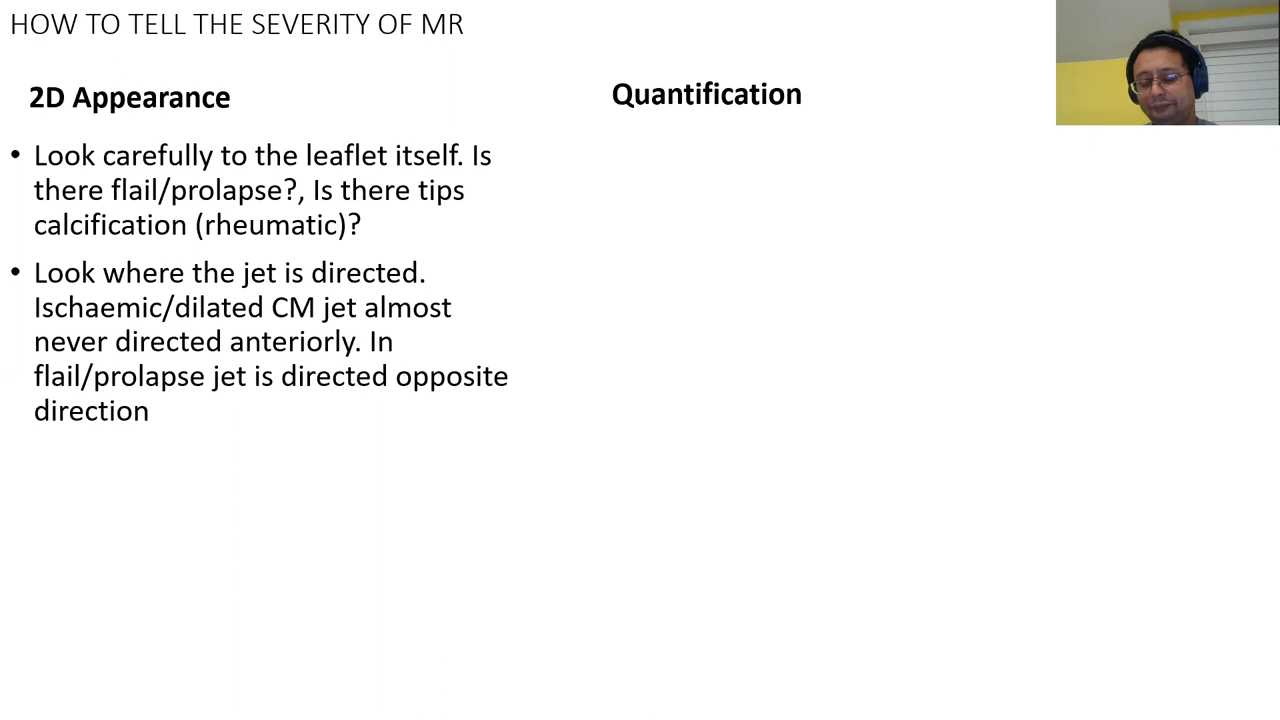 HOW TO TELL THE SEVERITY OF MR
2D Appearance
• Look carefully to the leaflet itself. Is
there flail/prolapse?, Is there tips
calcification (rheumatic)?
• Look where the jet is directed.
Ischaemic/dilated CM jet almost
never directed anteriorly. In
flail/prolapse jet is directed opposite
direction
Quantification